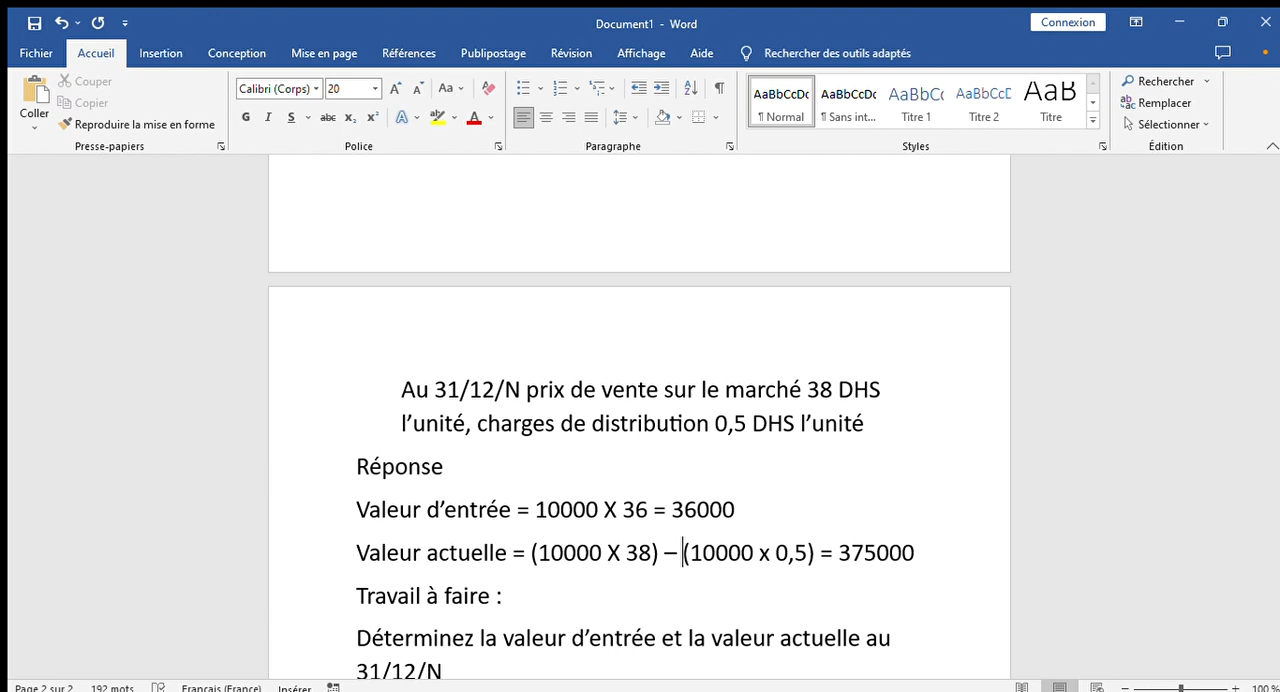 Document1 - Word
Connexion
Fichier Accueil Insertion Conception Mise en page Références Publipostage Révision Affichage Aide Rechercher des outils adaptés
Coller
Couper
Copier
Reproduire la mise en forme
Presse-papiers
Calibri (Corps) 20
Aa
G I S abc x₂ x²
A A
Police
Paragraphe
AaBbCcDc AaBbCcDc AaBbCc AaBbCcD AaB
¶ Normal ¶ Sans int... Titre 1 Titre 2 Titre
Styles
Rechercher
Remplacer
Sélectionner
Édition
Au 31/12/N prix de vente sur le marché 38 DHS
l’unité, charges de distribution 0,5 DHS l’unité
Réponse
Valeur d’entrée = 10000 X 36 = 36000
Valeur actuelle = (10000 X 38) – (10000 x 0,5) = 375000
Travail à faire :
Déterminez la valeur d’entrée et la valeur actuelle au
31/12/N
Page 2 sur 2 192 mots Français (France) Insérer 100 %